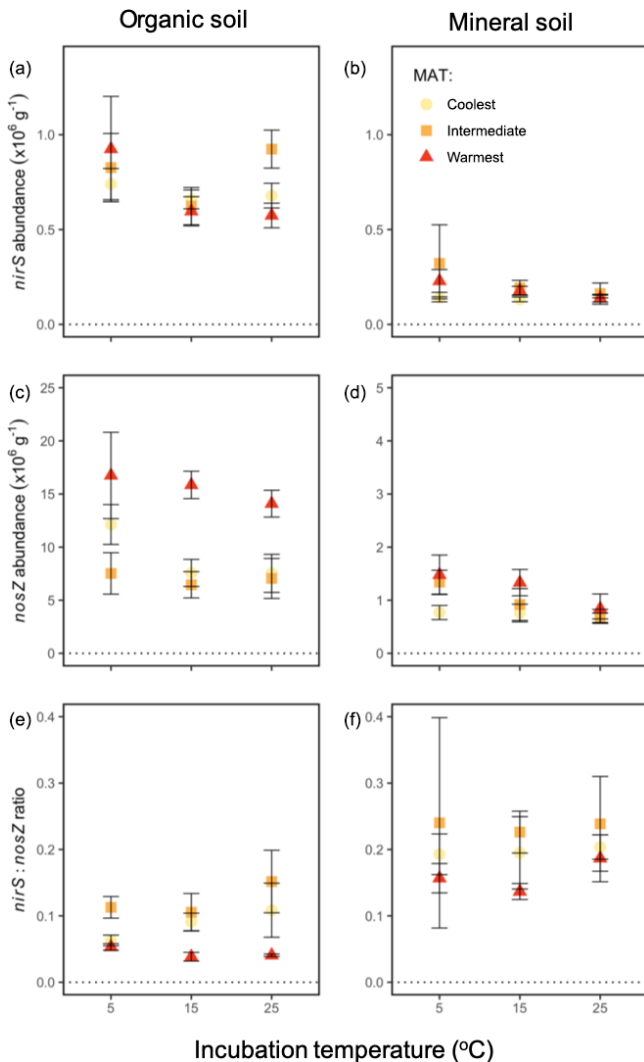 Organic soil
Mineral soil
(a)
(b)
MAT:
Coolest
Intermediate
Warmest
nirS abundance (x10⁶ g⁻¹)
1.0
0.5
0.0
1.0
0.5
0.0
(c)
(d)
nosZ abundance (x10⁶ g⁻¹)
25
20
15
10
5
0
5
4
3
2
1
0
(e)
(f)
nirS : nosZ ratio
0.4
0.3
0.2
0.1
0.0
0.4
0.3
0.2
0.1
0.0
5 15 25
5 15 25
Incubation temperature (ºC)